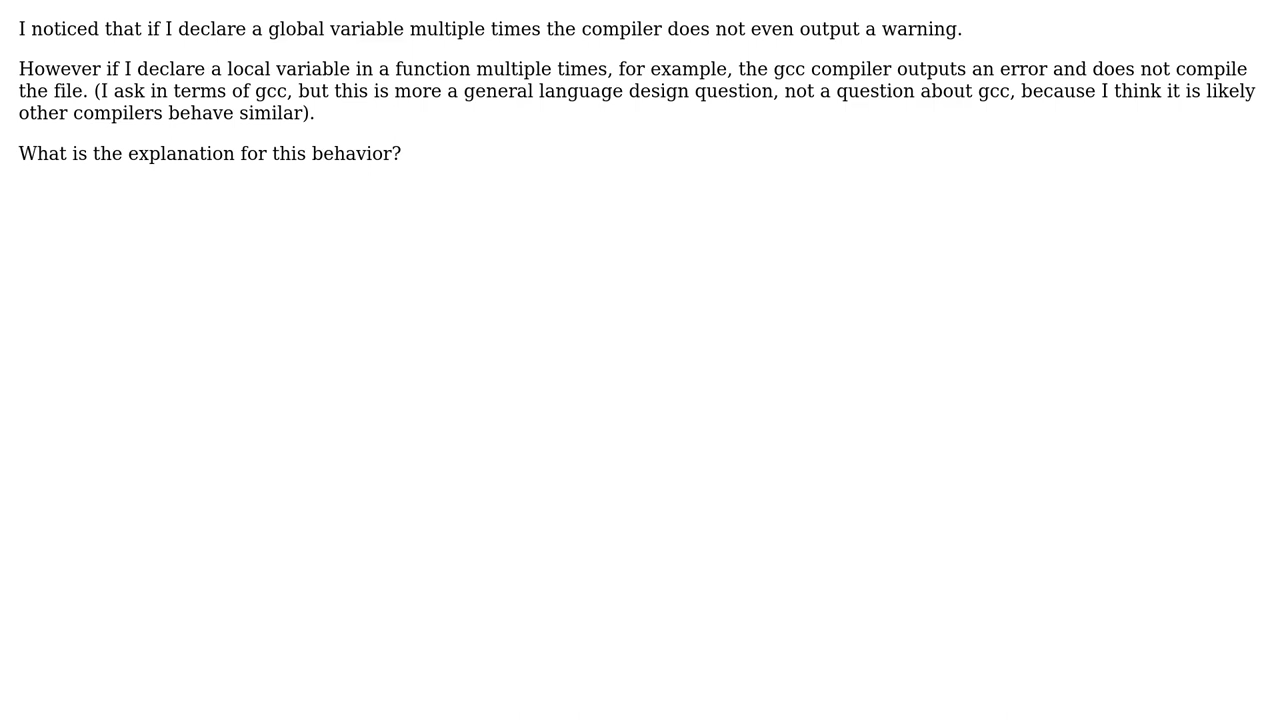 I noticed that if I declare a global variable multiple times the compiler does not even output a warning.
However if I declare a local variable in a function multiple times, for example, the gcc compiler outputs an error and does not compile
the file. (I ask in terms of gcc, but this is more a general language design question, not a question about gcc, because I think it is likely
other compilers behave similar).
What is the explanation for this behavior?